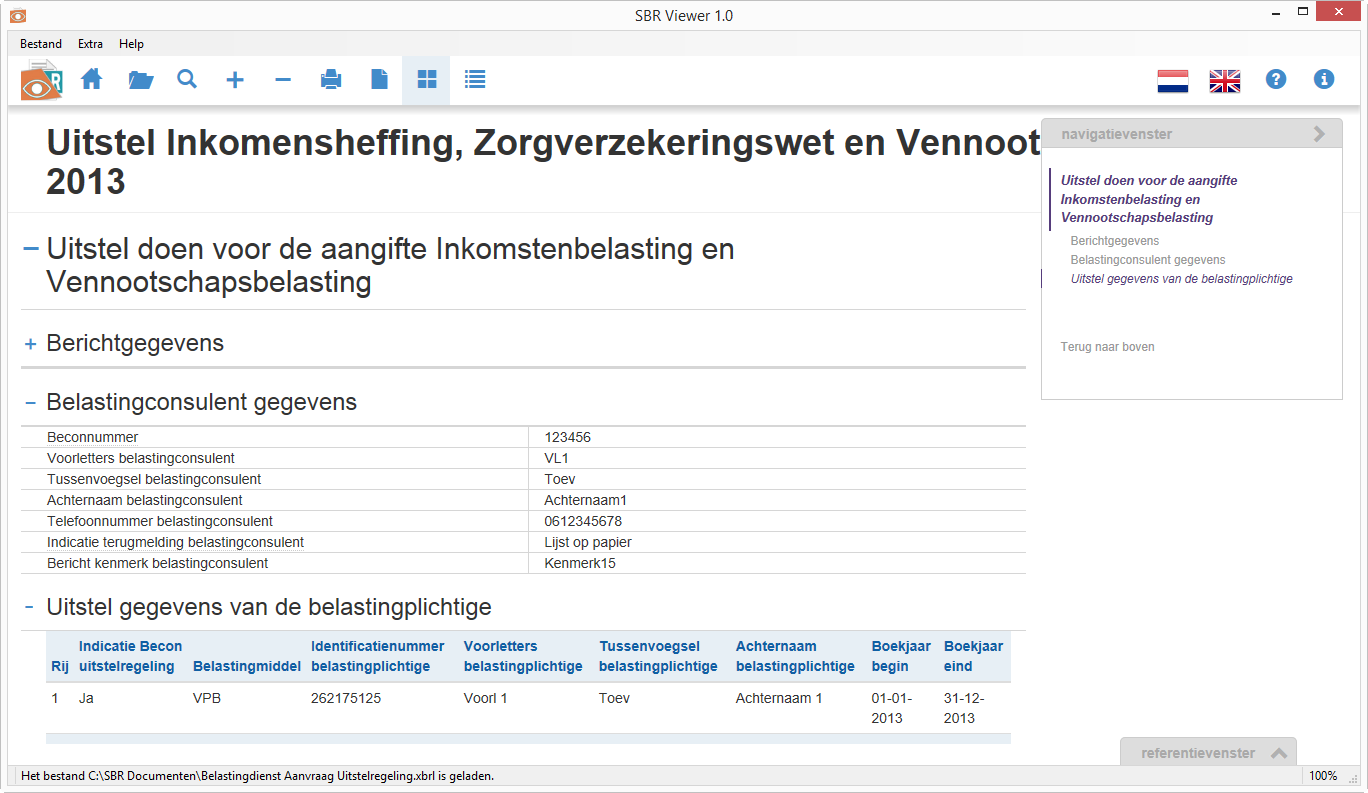 SBR Viewer 1.0
Bestand Extra Help
R
Uitstel Inkomensheffing, Zorgverzekeringswet en Vennoot
2013
Uitstel doen voor de aangifte Inkomstenbelasting en
Vennootschapsbelasting
Berichtgegevens
Belastingconsulent gegevens
Beconnummer 123456
Voorletters belastingconsulent VL1
Tussenvoegsel belastingconsulent Toev
Achternaam belastingconsulent Achternaam1
Telefoonnummer belastingconsulent 0612345678
Indicatie terugmelding belastingconsulent Lijst op papier
Bericht kenmerk belastingconsulent Kenmerk15
Uitstel gegevens van de belastingplichtige
Indicatie Becon Identificatienummer Voorletters Tussenvoegsel Achternaam Boekjaar Boekjaar
Rij uitstelregeling Belastingmiddel belastingplichtige belastingplichtige belastingplichtige belastingplichtige begin eind
1 Ja VPB 262175125 Voorl 1 Toev Achternaam 1 01-01- 31-12-
2013 2013
navigatievenster
Uitstel doen voor de aangifte
Inkomstenbelasting en
Vennootschapsbelasting
Berichtgegevens
Belastingconsulent gegevens
Uitstel gegevens van de belastingplichtige
Terug naar boven
referentievenster
Het bestand C:\SBR Documenten\Belastingdienst Aanvraag Uitstelregeling.xbrl is geladen. 100%